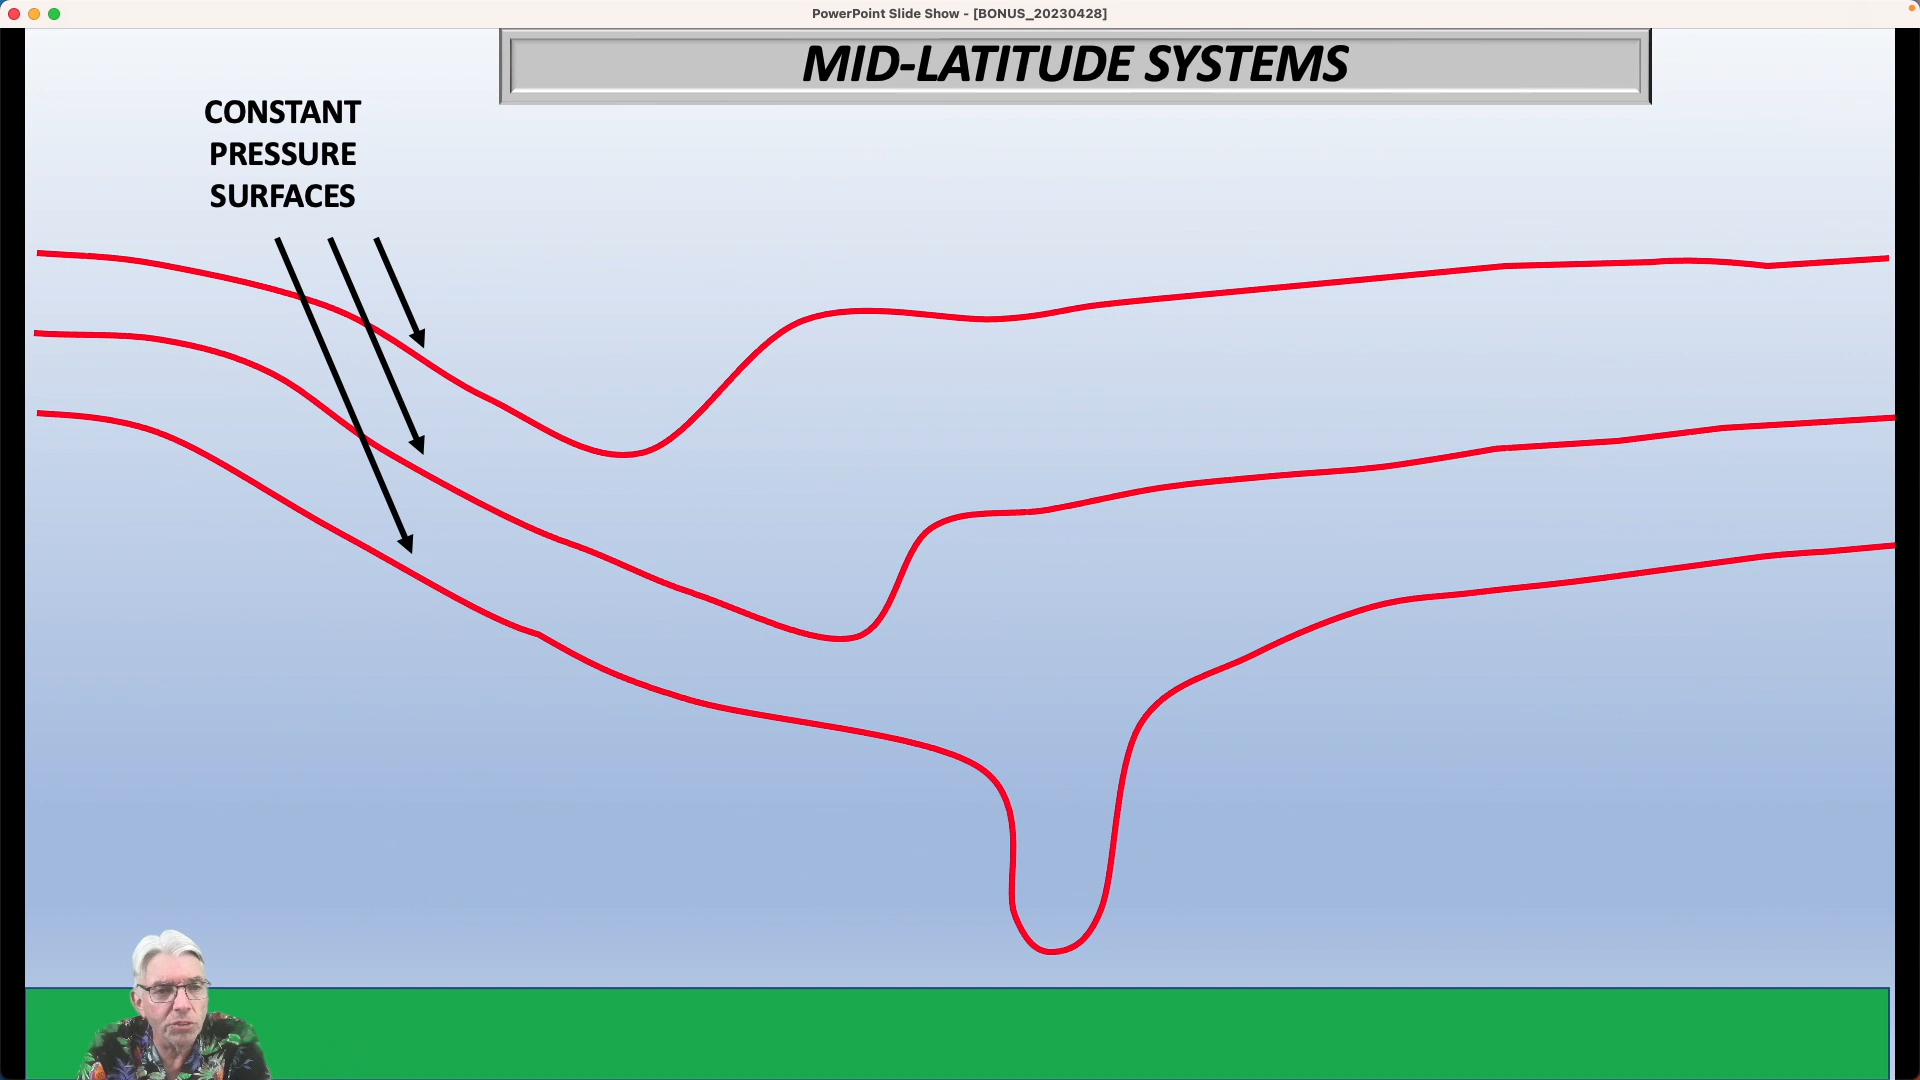 PowerPoint Slide Show - [BONUS_20230428]
MID-LATITUDE SYSTEMS
CONSTANT
PRESSURE
SURFACES